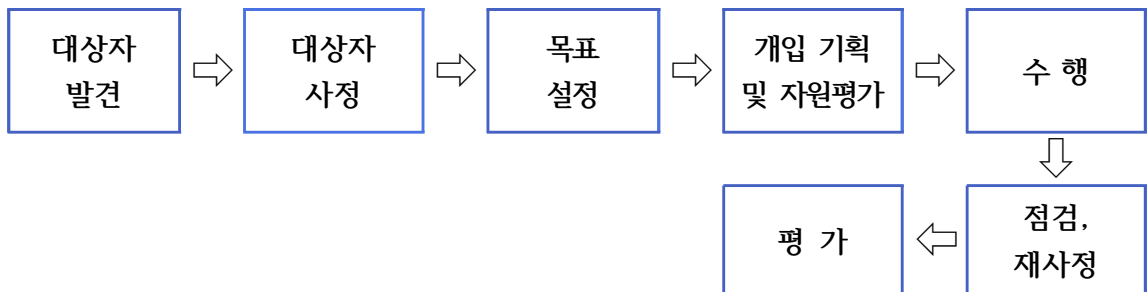 대상자
발견
대상자
사정
목표
설정
개입 기획
및 자원평가
수 행
점검,
재사정
평 가